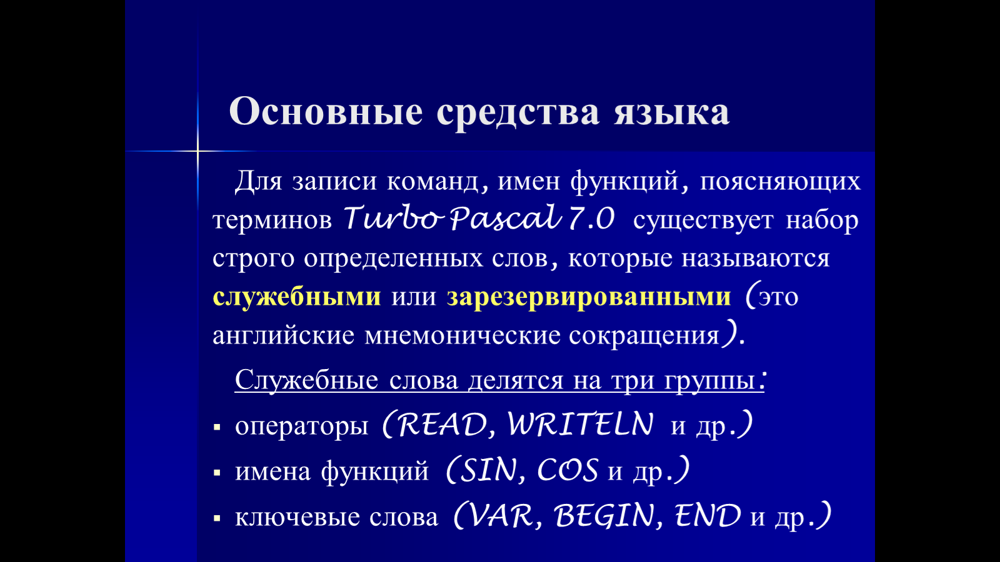 Основные средства языка
Для записи команд, имен функций, поясняющих
терминов Turbo Pascal 7.0 существует набор
строго определенных слов, которые называются
служебными или зарезервированными (это
английские мнемонические сокращения).
Служебные слова делятся на три группы:
▪ операторы (READ, WRITELN и др.)
▪ имена функций (SIN, COS и др.)
▪ ключевые слова (VAR, BEGIN, END и др.)